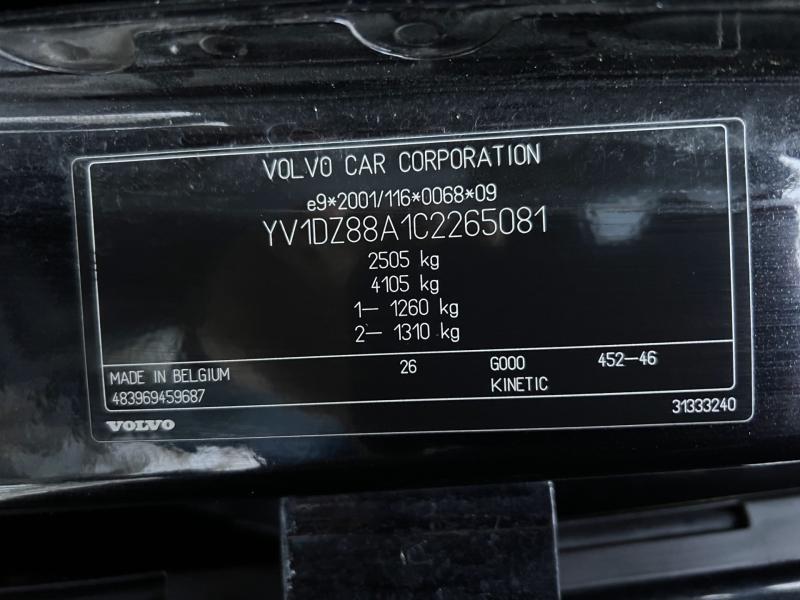 VOLVO CAR CORPORATION
e9*2001/116*0068*09
YV1DZ88A1C2265081
2505 kg
4105 kg
1– 1260 kg
2– 1310 kg
MADE IN BELGIUM 26 G000 452–46
483969459687 KINETIC
31333240
VOLVO